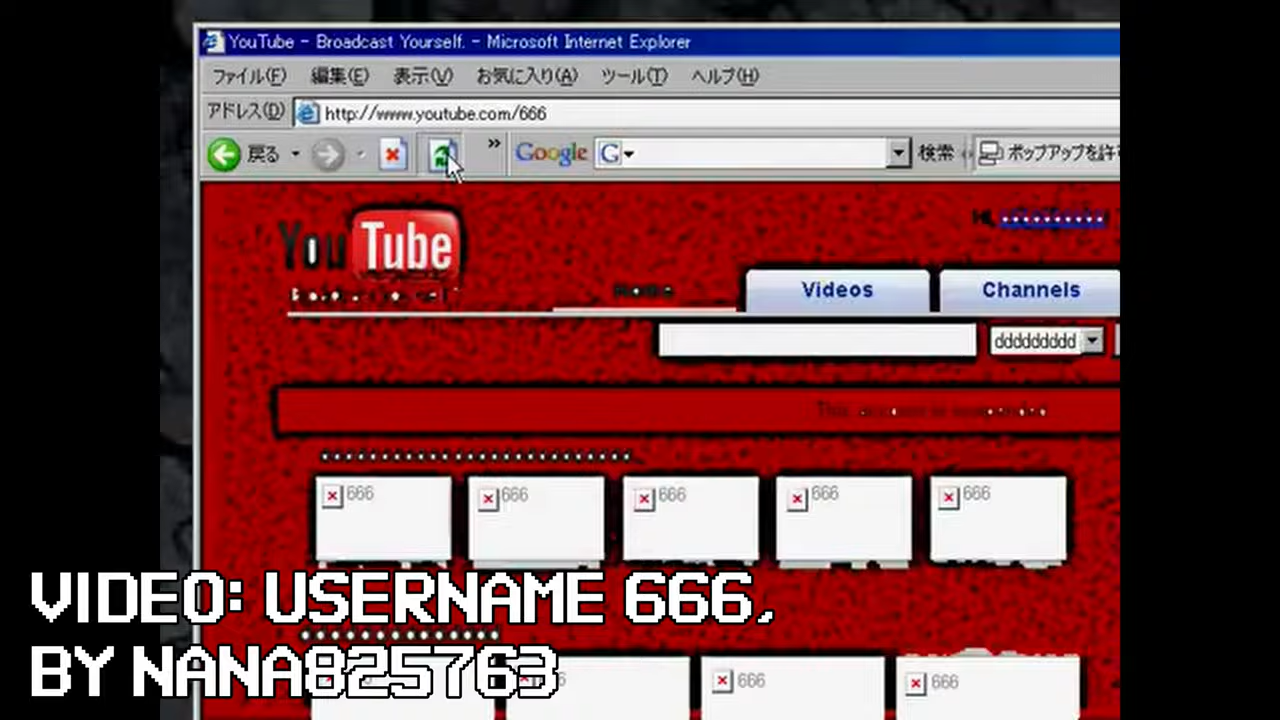 YouTube - Broadcast Yourself. - Microsoft Internet Explorer
ファイル(F) 編集(E) 表示(V) お気に入り(A) ツール(T) ヘルプ(H)
アドレス(D) http://www.youtube.com/666
戻る » Google G 検索 ポップアップを許
YouTube
Videos Channels
ddddddddd
666 666 666 666 666
666 666
VIDEO: USERNAME 666,
BY NANA825763